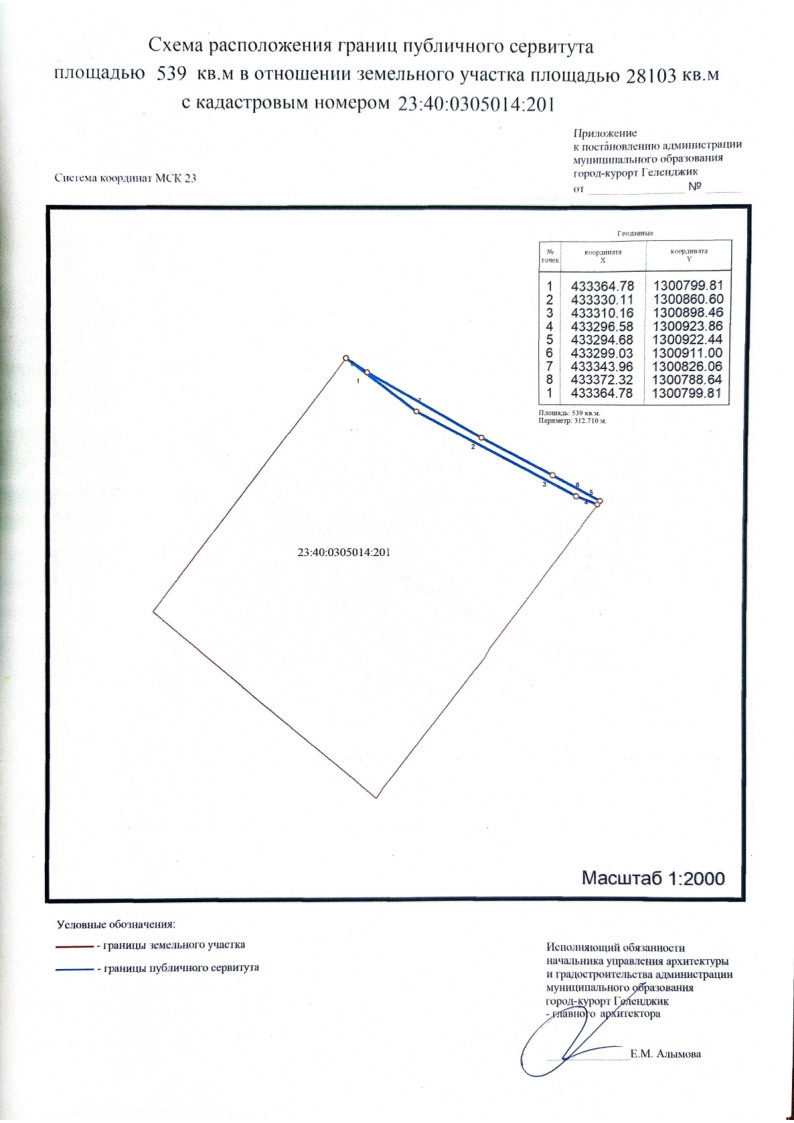 Схема расположения границ публичного сервитута
площадью 539 кв.м в отношении земельного участка площадью 28103 кв.м
с кадастровым номером 23:40:0305014:201
Приложение
к постановлению администрации
муниципального образования
город-курорт Геленджик
от ____________ № ______
Система координат МСК 23
Геоданные
№ точек координата X координата Y
1 433364.78 1300799.81
2 433330.11 1300860.60
3 433310.16 1300898.46
4 433296.58 1300923.86
5 433294.68 1300922.44
6 433299.03 1300911.00
7 433343.96 1300826.06
8 433372.32 1300788.64
1 433364.78 1300799.81
Площадь: 539 кв.м.
Периметр: 312.710 м.
8
1
7
2
6
3
5
4
23:40:0305014:201
Масштаб 1:2000
Условные обозначения:
- границы земельного участка
- границы публичного сервитута
Исполняющий обязанности
начальника управления архитектуры
и градостроительства администрации
муниципального образования
город-курорт Геленджик
- главного архитектора
Е.М. Алымова